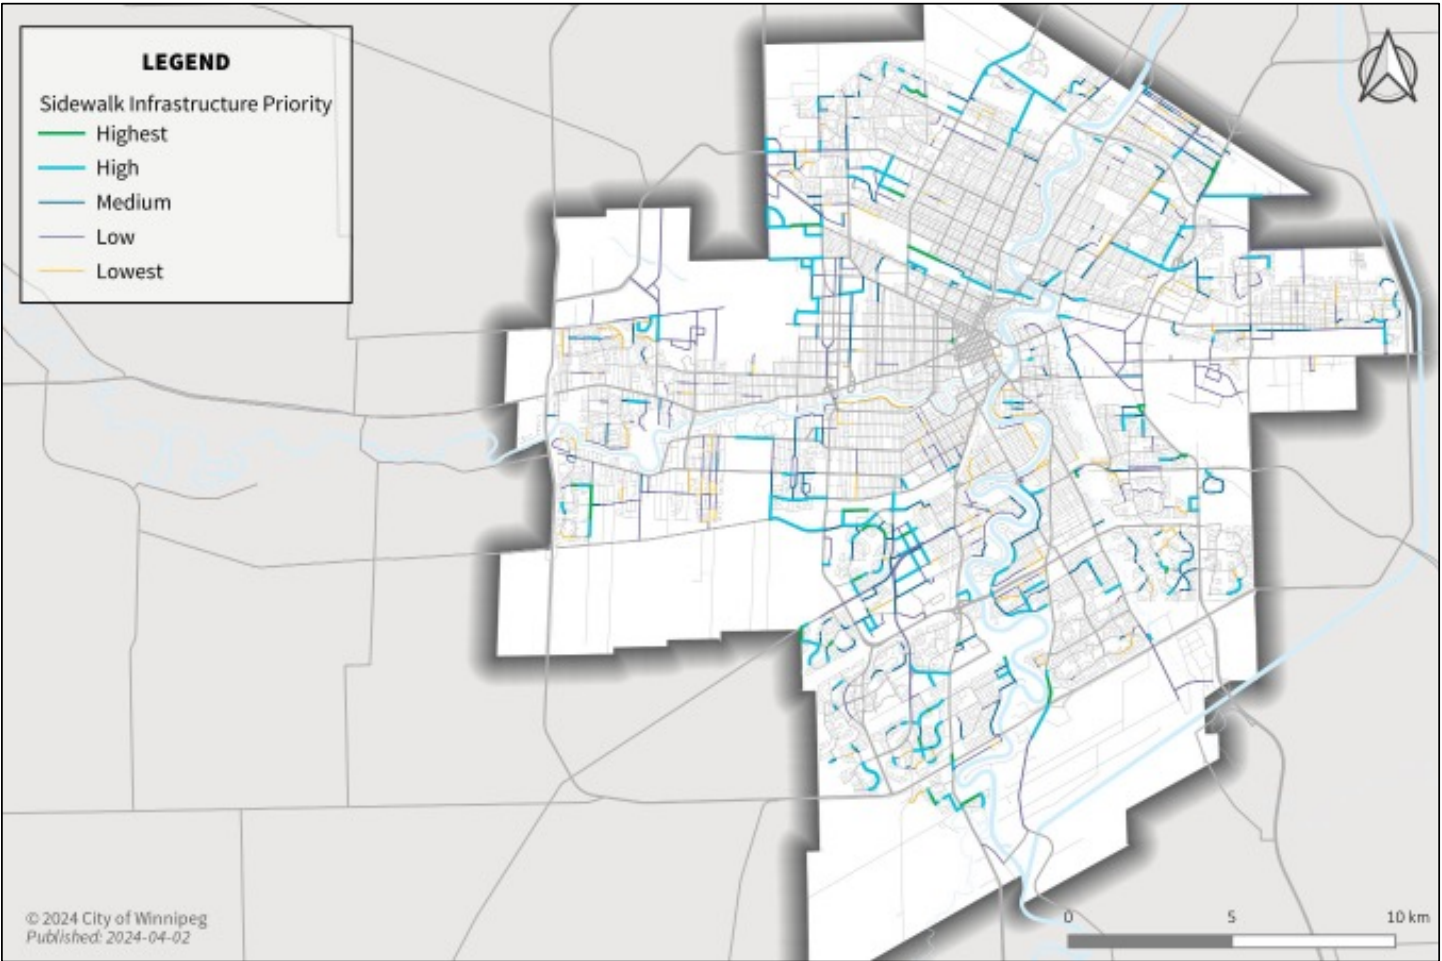 LEGEND
Sidewalk Infrastructure Priority
Highest
High
Medium
Low
Lowest
© 2024 City of Winnipeg
Published: 2024-04-02
0 5 10 km